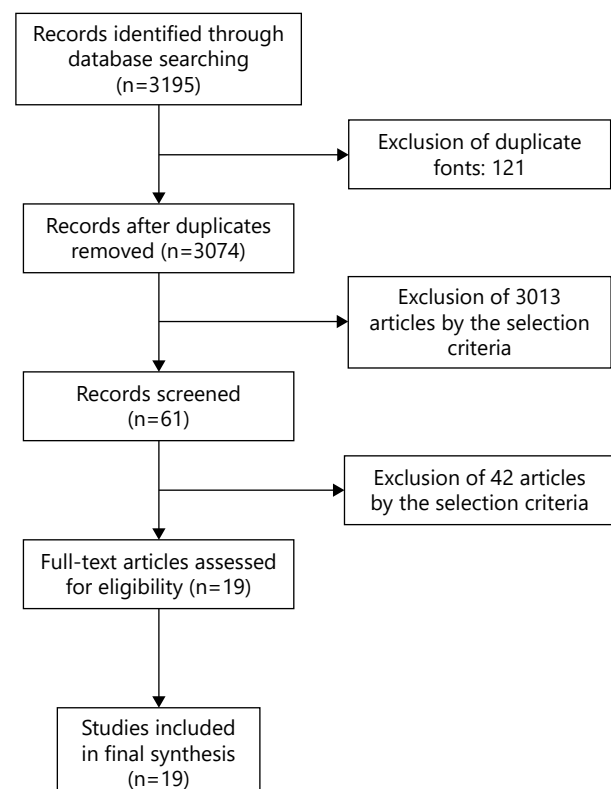 Records identified through
database searching
(n=3195)
Exclusion of duplicate
fonts: 121
Records after duplicates
removed (n=3074)
Exclusion of 3013
articles by the selection
criteria
Records screened
(n=61)
Exclusion of 42 articles
by the selection criteria
Full-text articles assessed
for eligibility (n=19)
Studies included
in final synthesis
(n=19)